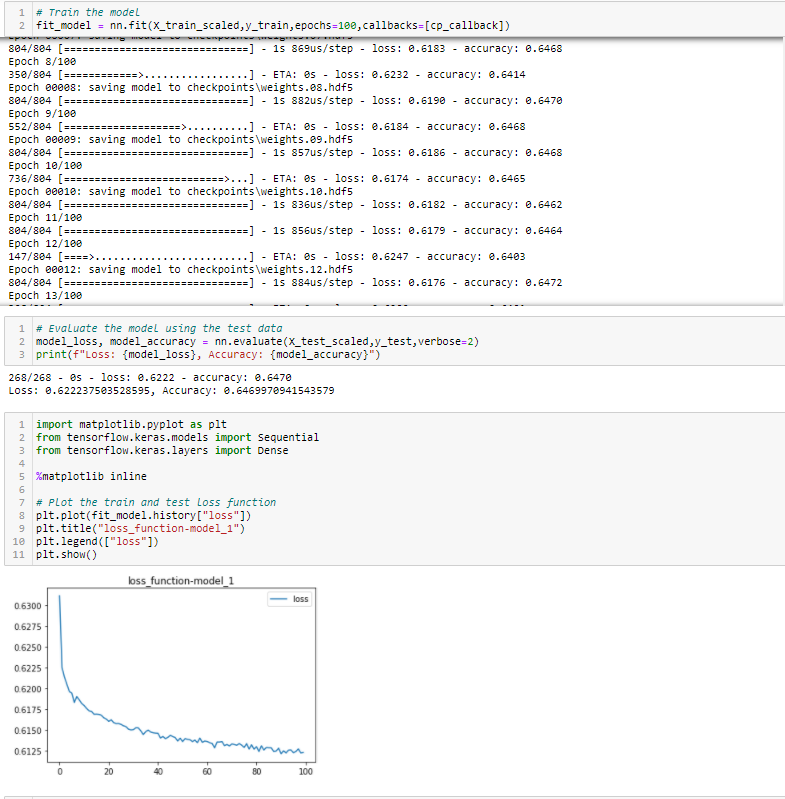 1 # Train the model
2 fit_model = nn.fit(X_train_scaled,y_train,epochs=100,callbacks=[cp_callback])
804/804 [==============================] - 1s 869us/step - loss: 0.6183 - accuracy: 0.6468
Epoch 8/100
350/804 [============>.................] - ETA: 0s - loss: 0.6232 - accuracy: 0.6414
Epoch 00008: saving model to checkpoints\weights.08.hdf5
804/804 [==============================] - 1s 882us/step - loss: 0.6190 - accuracy: 0.6470
Epoch 9/100
552/804 [===================>..........] - ETA: 0s - loss: 0.6184 - accuracy: 0.6468
Epoch 00009: saving model to checkpoints\weights.09.hdf5
804/804 [==============================] - 1s 857us/step - loss: 0.6186 - accuracy: 0.6468
Epoch 10/100
736/804 [==========================>...] - ETA: 0s - loss: 0.6174 - accuracy: 0.6465
Epoch 00010: saving model to checkpoints\weights.10.hdf5
804/804 [==============================] - 1s 836us/step - loss: 0.6182 - accuracy: 0.6462
Epoch 11/100
804/804 [==============================] - 1s 856us/step - loss: 0.6179 - accuracy: 0.6464
Epoch 12/100
147/804 [====>.........................] - ETA: 0s - loss: 0.6247 - accuracy: 0.6403
Epoch 00012: saving model to checkpoints\weights.12.hdf5
804/804 [==============================] - 1s 884us/step - loss: 0.6176 - accuracy: 0.6472
Epoch 13/100
1 # Evaluate the model using the test data
2 model_loss, model_accuracy = nn.evaluate(X_test_scaled,y_test,verbose=2)
3 print(f"Loss: {model_loss}, Accuracy: {model_accuracy}")
268/268 - 0s - loss: 0.6222 - accuracy: 0.6470
Loss: 0.622237503528595, Accuracy: 0.6469970941543579
1 import matplotlib.pyplot as plt
2 from tensorflow.keras.models import Sequential
3 from tensorflow.keras.layers import Dense
4
5 %matplotlib inline
6
7 # Plot the train and test loss function
8 plt.plot(fit_model.history["loss"])
9 plt.title("loss_function-model_1")
10 plt.legend(["loss"])
11 plt.show()
loss_function-model_1
loss
0.6300
0.6275
0.6250
0.6225
0.6200
0.6175
0.6150
0.6125
0 20 40 60 80 100